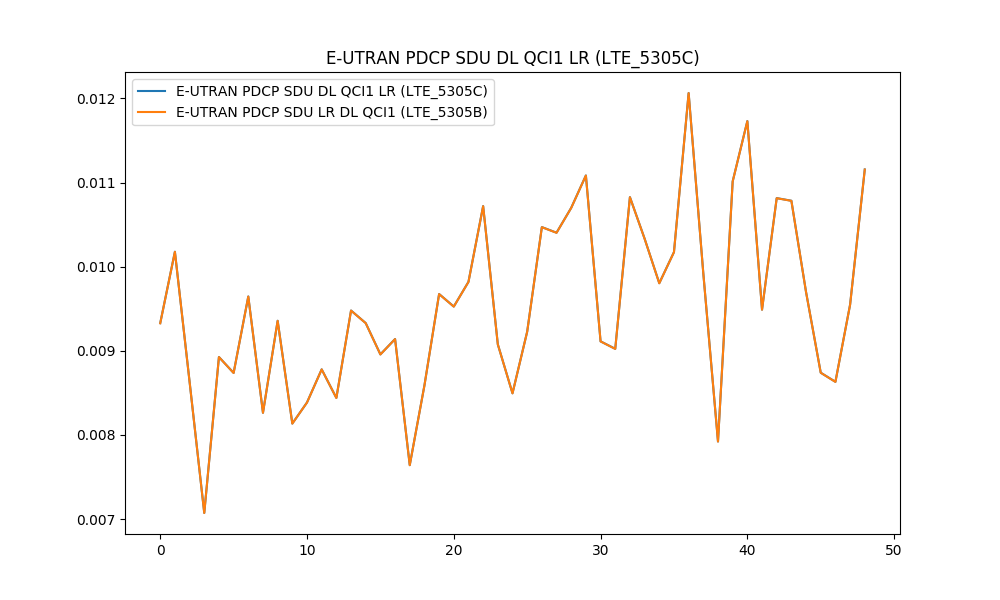 E-UTRAN PDCP SDU DL QCI1 LR (LTE_5305C)
E-UTRAN PDCP SDU DL QCI1 LR (LTE_5305C)
E-UTRAN PDCP SDU LR DL QCI1 (LTE_5305B)
0.012
0.011
0.010
0.009
0.008
0.007
0 10 20 30 40 50